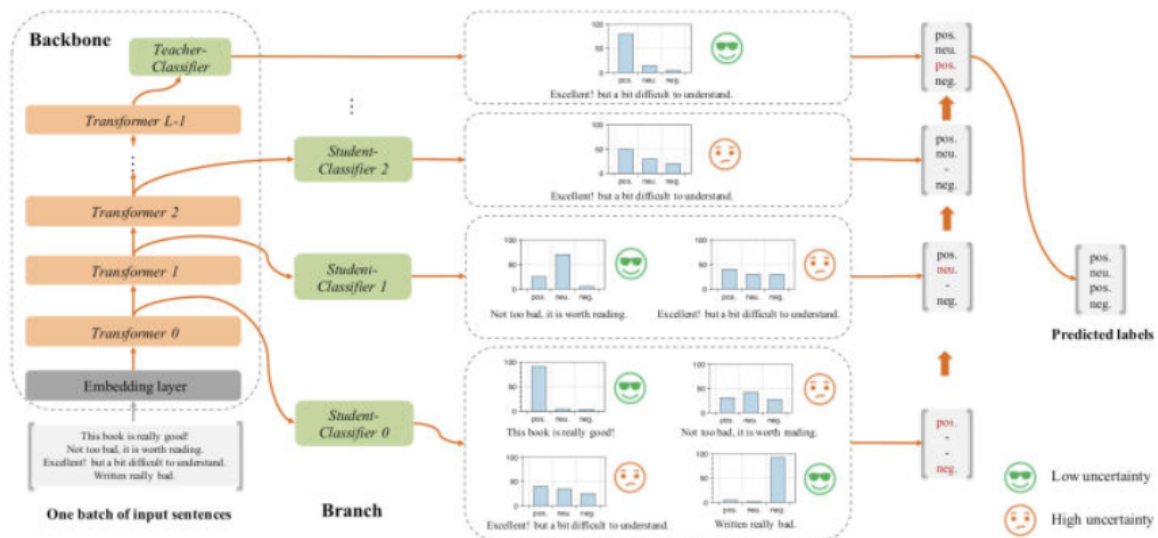 Backbone
Teacher-
Classifier
Transformer L-1
⋮
Transformer 2
Transformer 1
Transformer 0
Embedding layer
This book is really good!
Not too bad, it is worth reading.
Excellent! but a bit difficult to understand.
Written really bad.
One batch of input sentences
⋮
Student-
Classifier 2
Student-
Classifier 1
Student-
Classifier 0
Branch
100
50
0
pos. neu. neg.
Excellent! but a bit difficult to understand.
100
50
0
pos. neu. neg.
Excellent! but a bit difficult to understand.
100
50
0
pos. neu. neg.
Not too bad, it is worth reading.
100
50
0
pos. neu. neg.
Excellent! but a bit difficult to understand.
100
50
0
pos. neu. neg.
This book is really good!
100
50
0
pos. neu. neg.
Not too bad, it is worth reading.
100
50
0
pos. neu. neg.
Excellent! but a bit difficult to understand.
100
50
0
pos. neu. neg.
Written really bad.
pos.
neu.
pos.
neg.
pos.
neu.
-
neg.
pos.
neu.
-
neg.
pos.
-
-
neg.
pos.
neu.
pos.
neg.
Predicted labels
Low uncertainty
High uncertainty